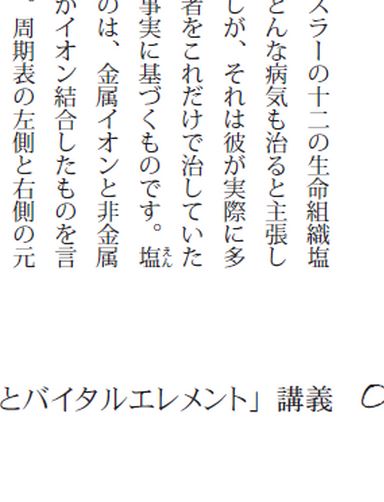 スラーの十二の生命組織塩
どんな病気も治ると主張し
しが、それは彼が実際に多
者をこれだけで治していた
事実に基づくものです。塩えん
のは、金属イオンと非金属
がイオン結合したものを言
。周期表の左側と右側の元
とバイタルエレメント」講義